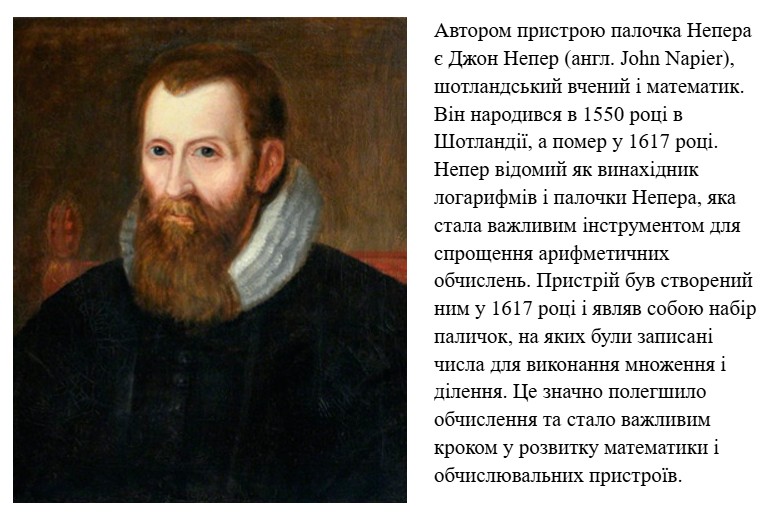 Автором пристрою палочка Непера
є Джон Непер (англ. John Napier),
шотландський вчений і математик.
Він народився в 1550 році в
Шотландії, а помер у 1617 році.
Непер відомий як винахідник
логарифмів і палочки Непера, яка
стала важливим інструментом для
спрощення арифметичних
обчислень. Пристрій був створений
ним у 1617 році і являв собою набір
паличок, на яких були записані
числа для виконання множення і
ділення. Це значно полегшило
обчислення та стало важливим
кроком у розвитку математики і
обчислювальних пристроїв.